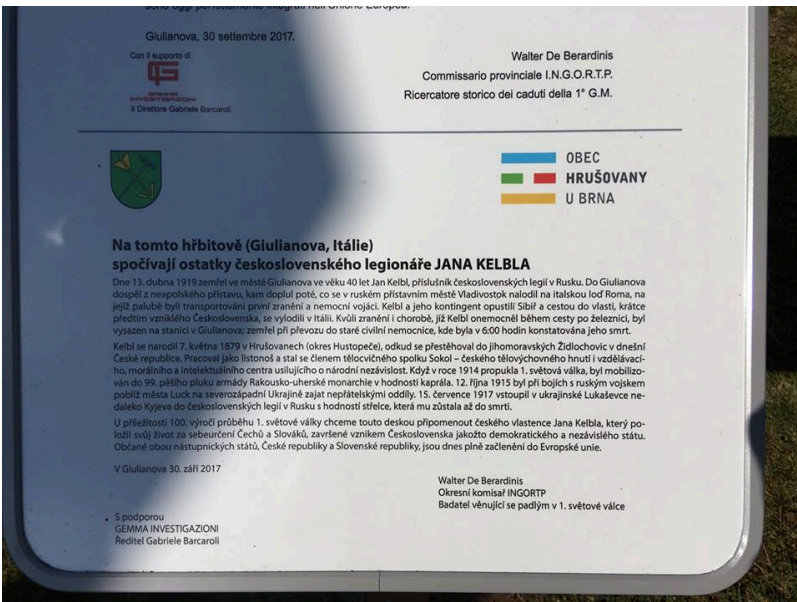 sono oggi perfettamente integrati nell'Unione Europea.
Giulianova, 30 settembre 2017.
Con il supporto di
GEMMA
INVESTIGAZIONI
Il Direttore Gabriele Barcaroli
Walter De Berardinis
Commissario provinciale I.N.G.O.R.T.P.
Ricercatore storico dei caduti della 1° G.M.
OBEC
HRUŠOVANY
U BRNA
Na tomto hřbitově (Giulianova, Itálie)
spočívají ostatky československého legionáře JANA KELBLA
Dne 13. dubna 1919 zemřel ve městě Giulianova ve věku 40 let Jan Kelbl, příslušník československých legií v Rusku. Do Giulianova
dospěl z neapolského přístavu, kam doplul poté, co se v ruském přístavním městě Vladivostok nalodil na italskou loď Roma, na
jejíž palubě byli transportováni první zranění a nemocní vojáci. Kelbl a jeho kontingent opustili Sibiř a cestou do vlasti, krátce
předtím vzniklého Československa, se vylodili v Itálii. Kvůli zranění i chorobě, jíž Kelbl onemocněl během cesty po železnici, byl
vysazen na stanici v Giulianova; zemřel při převozu do staré civilní nemocnice, kde byla v 6:00 hodin konstatována jeho smrt.
Kelbl se narodil 7. května 1879 v Hrušovanech (okres Hustopeče), odkud se přestěhoval do jihomoravských Židlochovic v dnešní
České republice. Pracoval jako listonoš a stal se členem tělocvičného spolku Sokol – českého tělovýchovného hnutí i vzdělávací-
ho, morálního a intelektuálního centra usilujícího o národní nezávislost. Když v roce 1914 propukla 1. světová válka, byl mobilizo-
ván do 99. pěšího pluku armády Rakousko-uherské monarchie v hodnosti kaprála. 12. října 1915 byl při bojích s ruským vojskem
poblíž města Luck na severozápadní Ukrajině zajat nepřátelskými oddíly. 15. července 1917 vstoupil v ukrajinské Lukaševce ne-
daleko Kyjeva do československých legií v Rusku s hodností střelce, která mu zůstala až do smrti.
U příležitosti 100. výročí průběhu 1. světové války chceme touto deskou připomenout českého vlastence Jana Kelbla, který po-
ložil svůj život za sebeurčení Čechů a Slováků, završené vznikem Československa jakožto demokratického a nezávislého státu.
Občané obou nástupnických států, České republiky a Slovenské republiky, jsou dnes plně začlenění do Evropské unie.
V Giulianova 30. září 2017
Walter De Berardinis
Okresní komisař INGORTP
Badatel věnující se padlým v 1. světové válce
S podporou
GEMMA INVESTIGAZIONI
Ředitel Gabriele Barcaroli